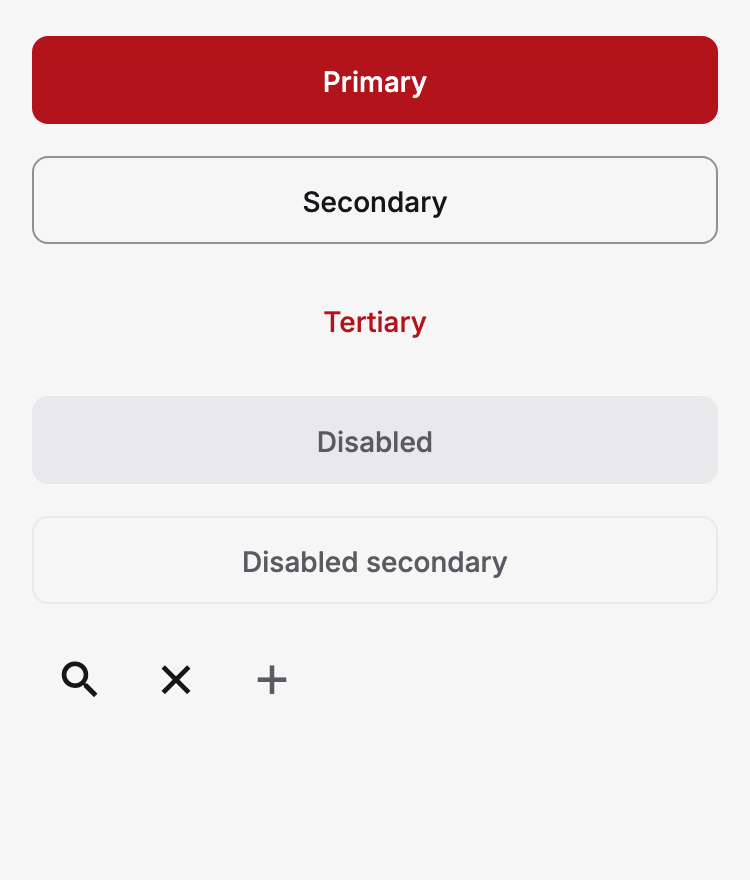 Primary
Secondary
Tertiary
Disabled
Disabled secondary